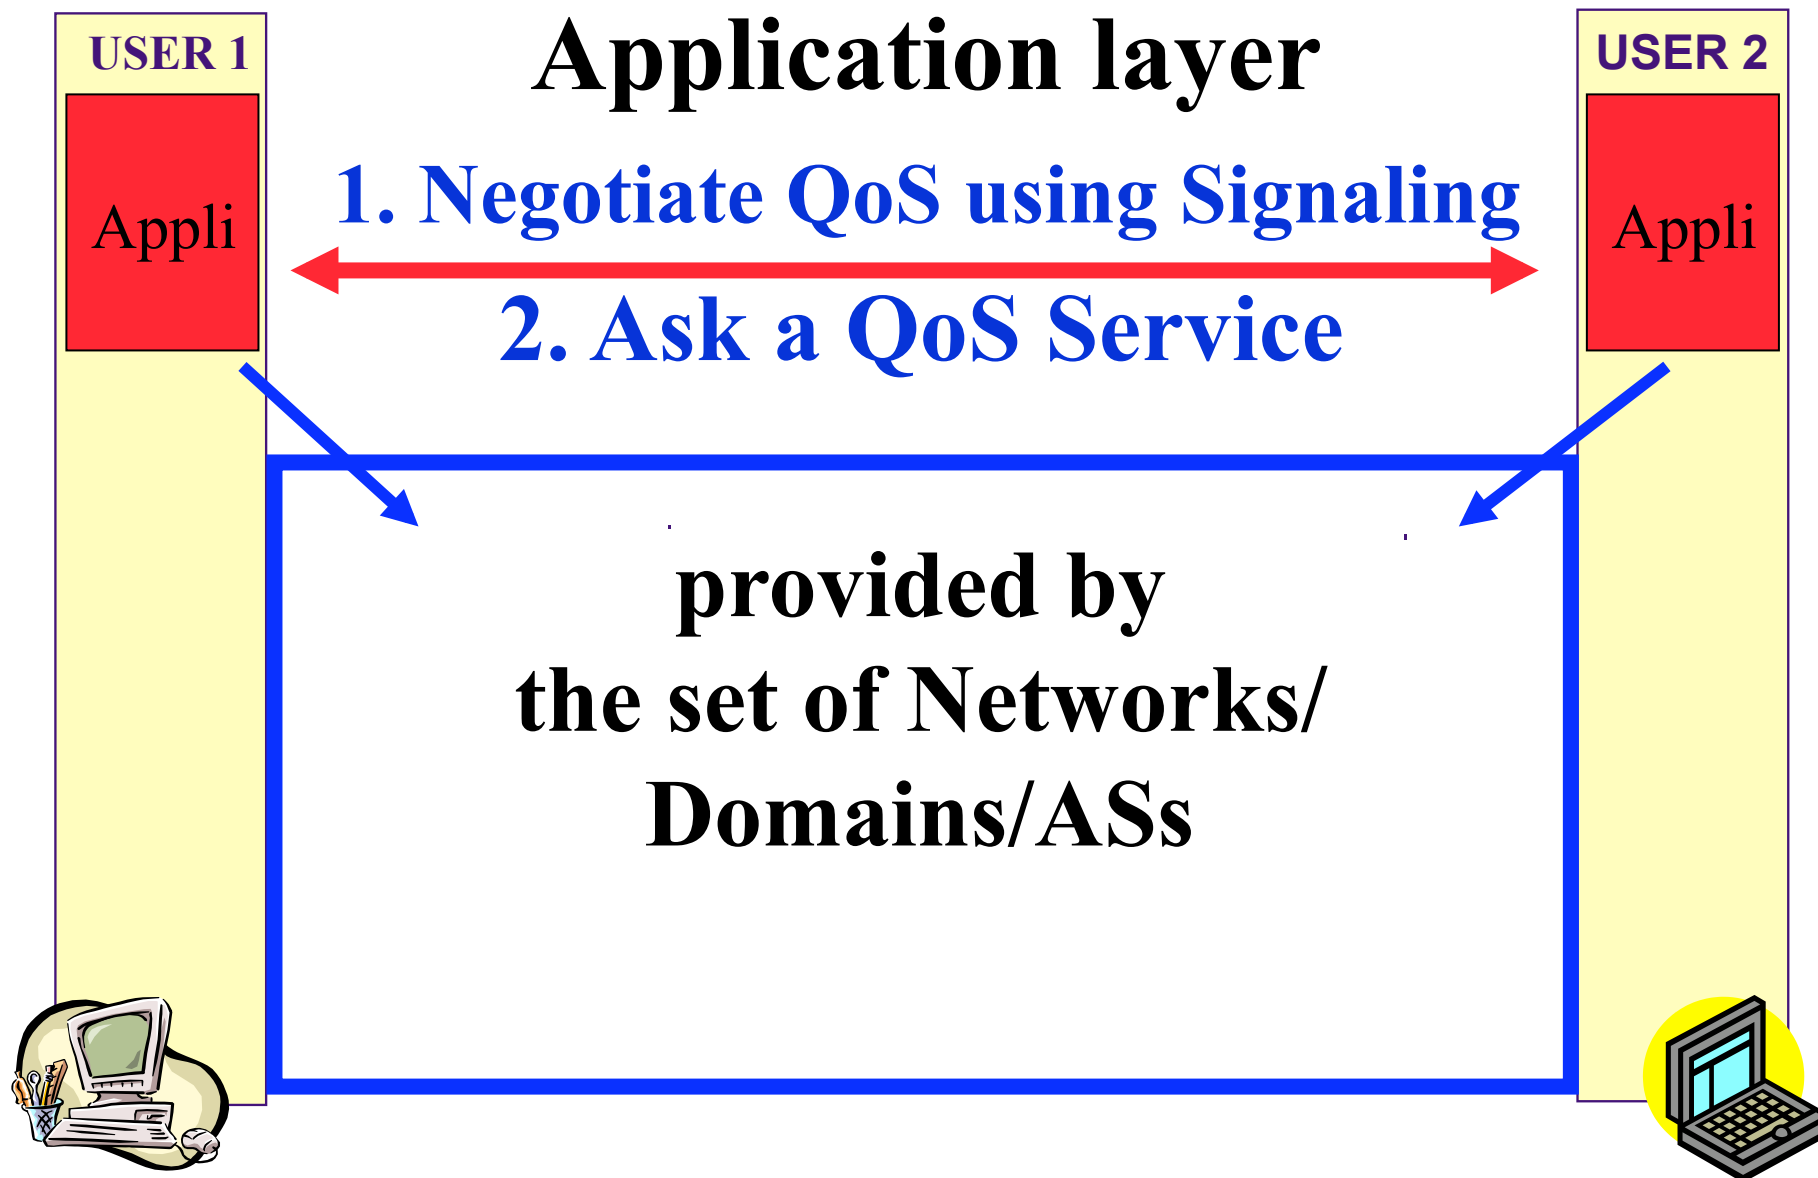 USER 1
Application layer
USER 2
Appli
1. Negotiate QoS using Signaling
Appli
2. Ask a QoS Service
provided by
the set of Networks/
Domains/ASs